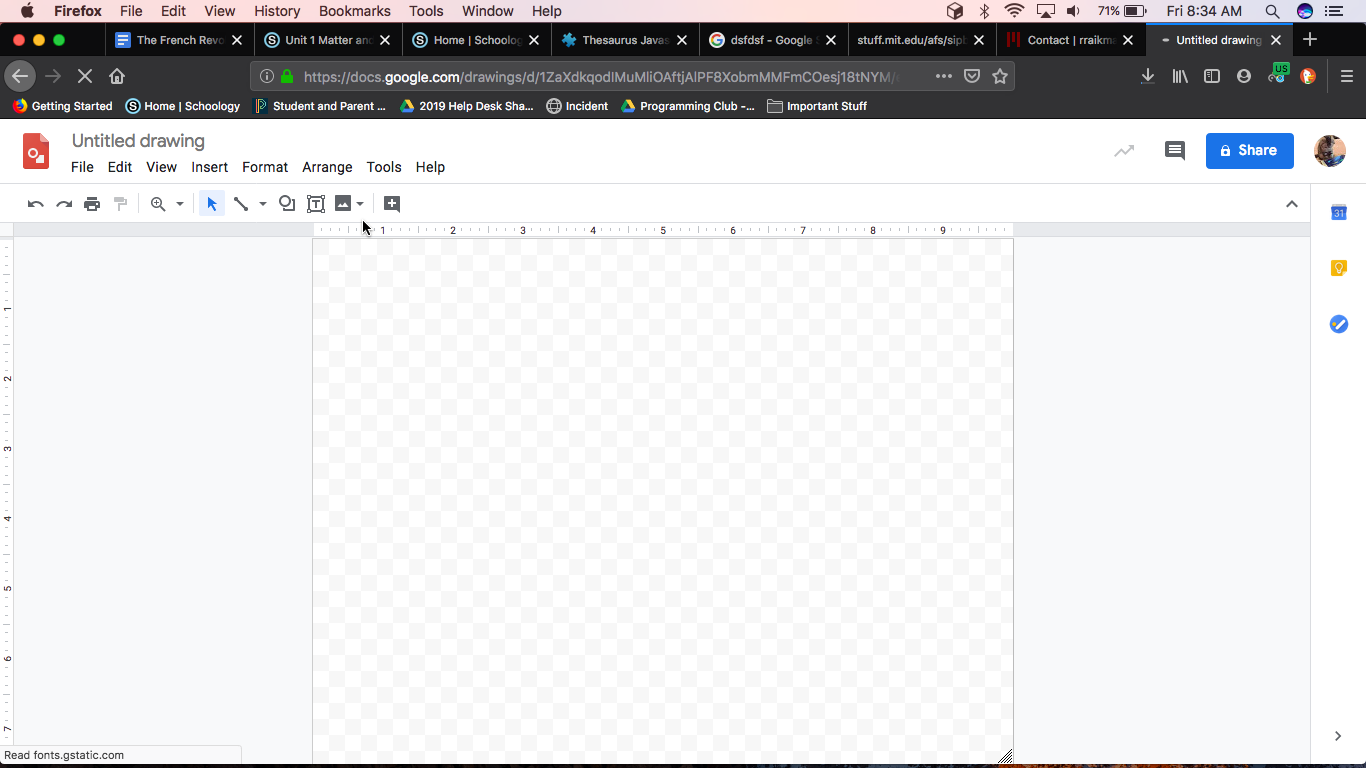 Firefox File Edit View History Bookmarks Tools Window Help 71% Fri 8:34 AM
The French Revo Unit 1 Matter and Home | Schoolog Thesaurus Javas dsfdsf - Google S stuff.mit.edu/afs/sipb Contact | rraikma Untitled drawing
https://docs.google.com/drawings/d/ US
Getting Started Home | Schoology Student and Parent ... 2019 Help Desk Sha... Incident Programming Club -... Important Stuff
Untitled drawing
File Edit View Insert Format Arrange Tools Help
Share
31
1 2 3 4 5 6 7 8 9
1
2
3
4
5
6
7
Read fonts.gstatic.com